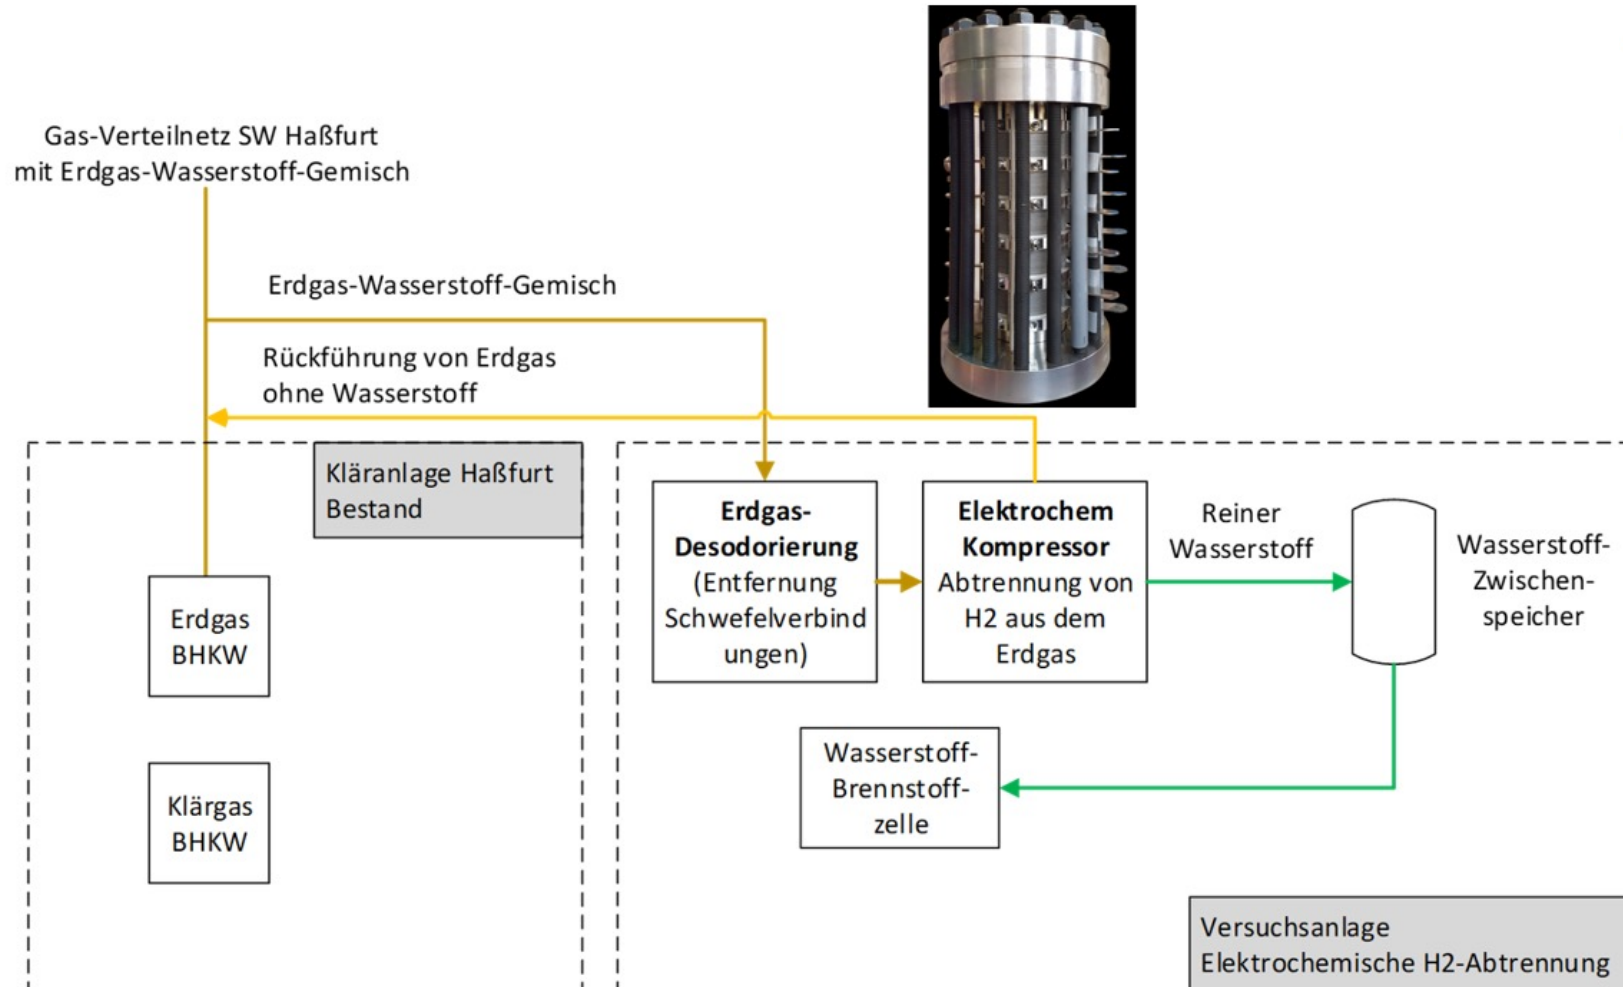 Gas-Verteilnetz SW Haßfurt
mit Erdgas-Wasserstoff-Gemisch
Erdgas-Wasserstoff-Gemisch
Rückführung von Erdgas
ohne Wasserstoff
Kläranlage Haßfurt
Bestand
Erdgas
BHKW
Klärgas
BHKW
Erdgas-
Desodorierung
(Entfernung
Schwefelverbind
ungen)
Elektrochem
Kompressor
Abtrennung von
H2 aus dem
Erdgas
Reiner
Wasserstoff
Wasserstoff-
Zwischen-
speicher
Wasserstoff-
Brennstoff-
zelle
Versuchsanlage
Elektrochemische H2-Abtrennung